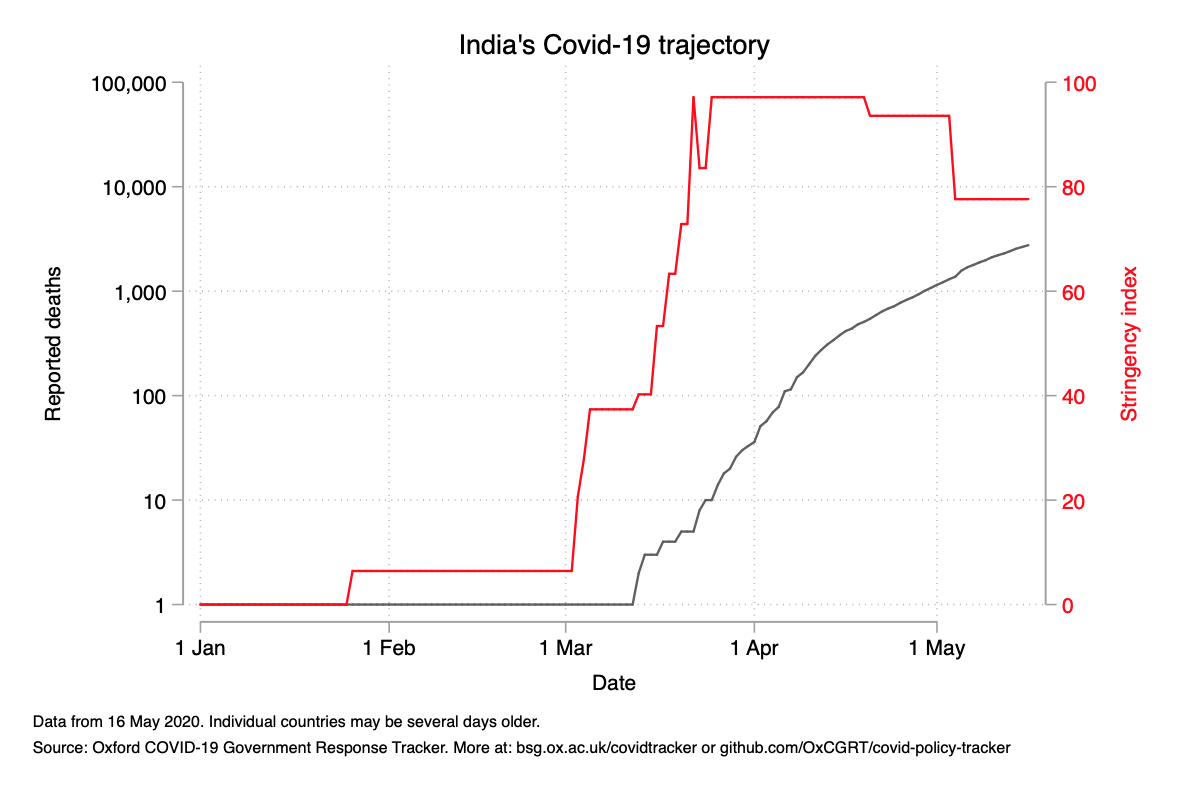 India's Covid-19 trajectory
100,000
10,000
1,000
100
10
1
Reported deaths
100
80
60
40
20
0
Stringency index
1 Jan
1 Feb
1 Mar
1 Apr
1 May
Date
Data from 16 May 2020. Individual countries may be several days older.
Source: Oxford COVID-19 Government Response Tracker. More at: bsg.ox.ac.uk/covidtracker or github.com/OxCGRT/covid-policy-tracker